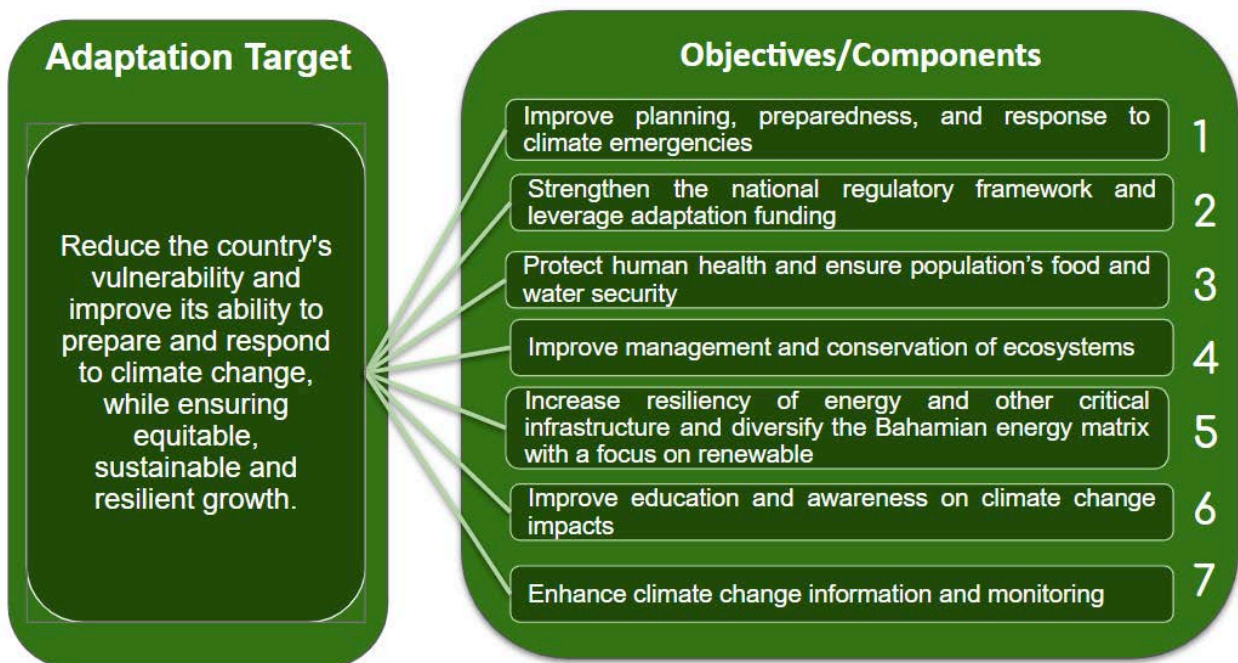 Adaptation Target
Reduce the country's
vulnerability and
improve its ability to
prepare and respond
to climate change,
while ensuring
equitable,
sustainable and
resilient growth.
Objectives/Components
Improve planning, preparedness, and response to
climate emergencies
1
Strengthen the national regulatory framework and
leverage adaptation funding
2
Protect human health and ensure population’s food and
water security
3
Improve management and conservation of ecosystems
4
Increase resiliency of energy and other critical
infrastructure and diversify the Bahamian energy matrix
with a focus on renewable
5
Improve education and awareness on climate change
impacts
6
Enhance climate change information and monitoring
7